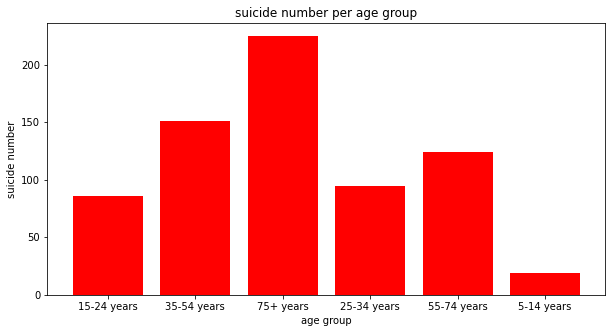 suicide number per age group
suicide number
200
150
100
50
0
15-24 years 35-54 years 75+ years 25-34 years 55-74 years 5-14 years
age group